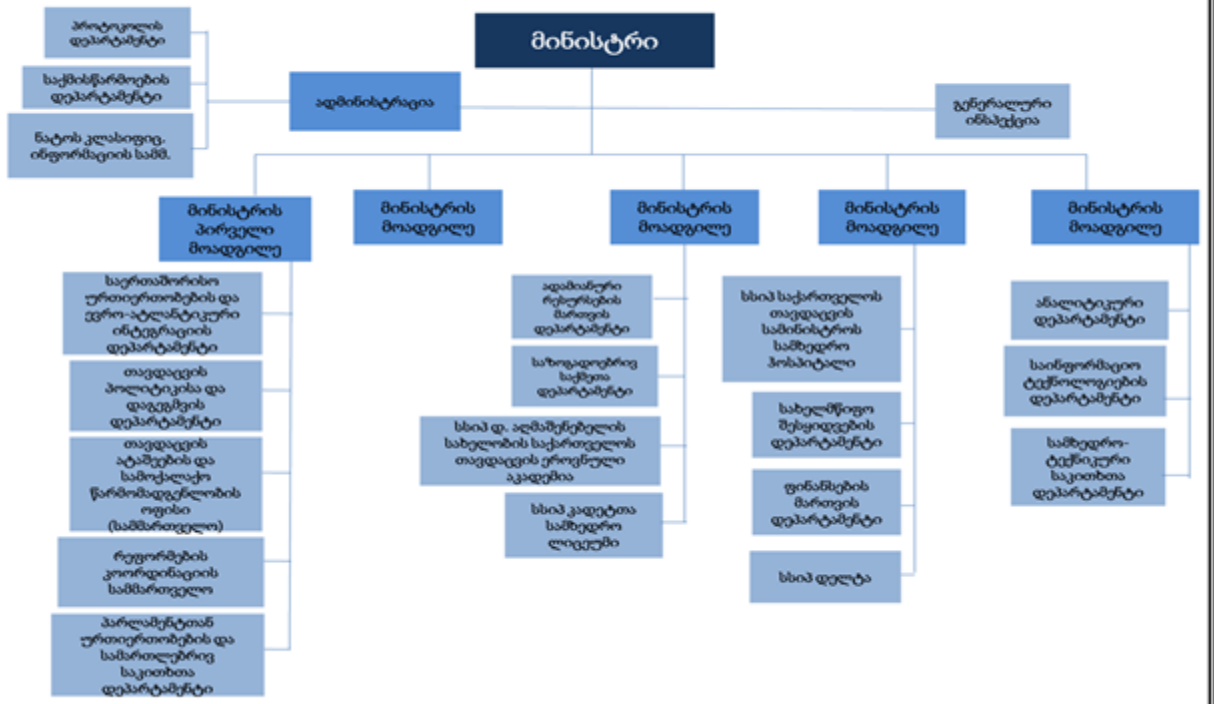 მინისტრი
პროტოკოლის
დეპარტამენტი
საქმისწარმოების
დეპარტამენტი
ნატოს კლასიფიც.
ინფორმაციის სამმ.
ადმინისტრაცია
გენერალური
ინსპექცია
მინისტრის
პირველი
მოადგილე
საერთაშორისო
ურთიერთობების და
ევრო-ატლანტიკური
ინტეგრაციის
დეპარტამენტი
თავდაცვის
პოლიტიკისა და
დაგეგმვის
დეპარტამენტი
თავდაცვის
ატაშეების და
სამოქალაქო
წარმომადგენლობის
ოფისი
(სამმართველო)
რეფორმების
კოორდინაციის
სამმართველო
პარლამენტთან
ურთიერთობების და
სამართლებრივ
საკითხთა
დეპარტამენტი
მინისტრის
მოადგილე
მინისტრის
მოადგილე
ადამიანური
რესურსების
მართვის
დეპარტამენტი
საზოგადოებრივ
საქმეთა
დეპარტამენტი
სსიპ დ. აღმაშენებელის
სახელობის საქართველოს
თავდაცვის ეროვნული
აკადემია
სსიპ კადეტთა
სამხედრო
ლიცეუმი
მინისტრის
მოადგილე
სსიპ საქართველოს
თავდაცვის
სამინისტროს
სამხედრო
ჰოსპიტალი
სახელმწიფო
შესყიდვების
დეპარტამენტი
ფინანსების
მართვის
დეპარტამენტი
სსიპ დელტა
მინისტრის
მოადგილე
ანალიტიკური
დეპარტამენტი
საინფორმაციო
ტექნოლოგიების
დეპარტამენტი
სამხედრო-
ტექნიკური
საკითხთა
დეპარტამენტი